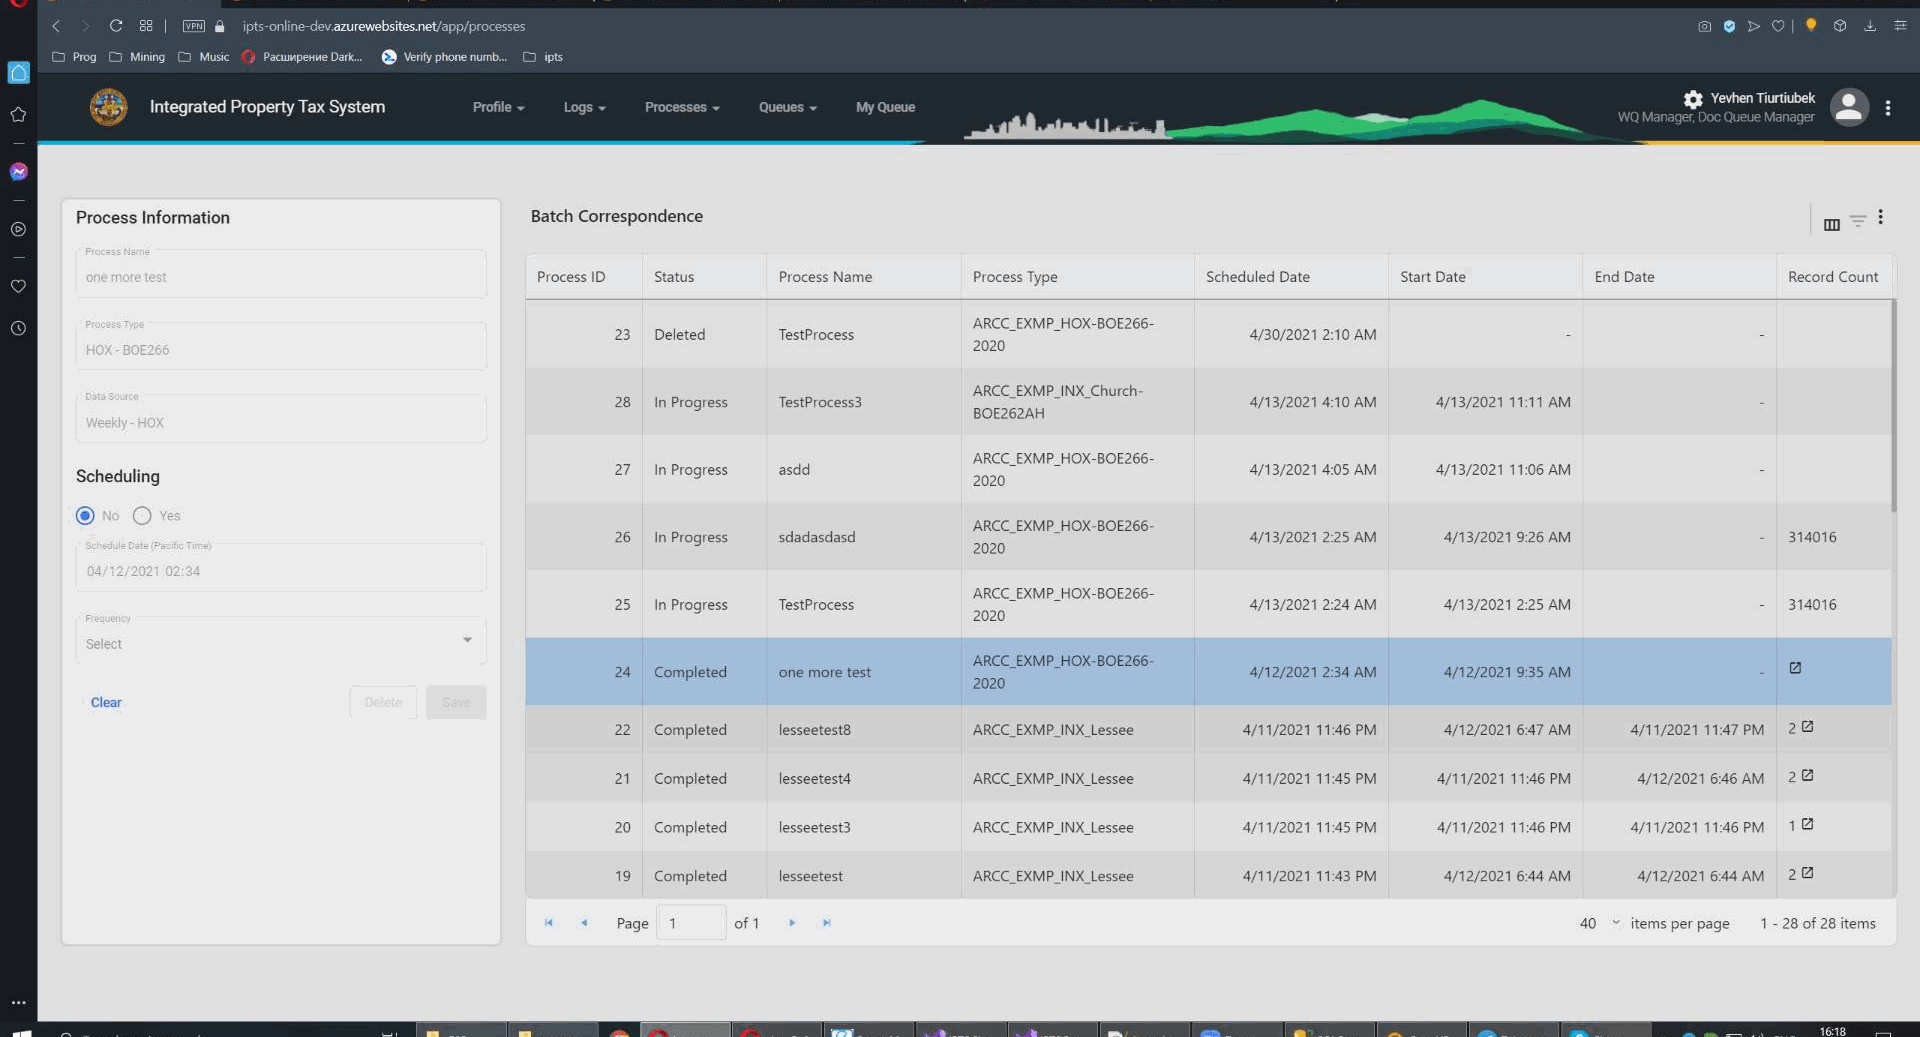 VPN ipts-online-dev.azurewebsites.net/app/processes
Prog Mining Music Расширение Dark... Verify phone numb... ipts
Integrated Property Tax System Profile Logs Processes Queues My Queue
Yevhen Tiurtiubek
WQ Manager, Doc Queue Manager
Process Information
Process Name
one more test
Process Type
HOX - BOE266
Data Source
Weekly - HOX
Scheduling
No Yes
Schedule Date (Pacific Time)
04/12/2021 02:34
Frequency
Select
Clear Delete Save
Batch Correspondence
Process ID Status Process Name Process Type Scheduled Date Start Date End Date Record Count
23 Deleted TestProcess ARCC_EXMP_HOX-BOE266-2020 4/30/2021 2:10 AM - -
28 In Progress TestProcess3 ARCC_EXMP_INX_Church-BOE262AH 4/13/2021 4:10 AM 4/13/2021 11:11 AM -
27 In Progress asdd ARCC_EXMP_HOX-BOE266-2020 4/13/2021 4:05 AM 4/13/2021 11:06 AM -
26 In Progress sdadasdasd ARCC_EXMP_HOX-BOE266-2020 4/13/2021 2:25 AM 4/13/2021 9:26 AM - 314016
25 In Progress TestProcess ARCC_EXMP_HOX-BOE266-2020 4/13/2021 2:24 AM 4/13/2021 2:25 AM - 314016
24 Completed one more test ARCC_EXMP_HOX-BOE266-2020 4/12/2021 2:34 AM 4/12/2021 9:35 AM -
22 Completed lesseetest8 ARCC_EXMP_INX_Lessee 4/11/2021 11:46 PM 4/12/2021 6:47 AM 4/11/2021 11:47 PM 2
21 Completed lesseetest4 ARCC_EXMP_INX_Lessee 4/11/2021 11:45 PM 4/11/2021 11:46 PM 4/12/2021 6:46 AM 2
20 Completed lesseetest3 ARCC_EXMP_INX_Lessee 4/11/2021 11:45 PM 4/11/2021 11:46 PM 4/11/2021 11:46 PM 1
19 Completed lesseetest ARCC_EXMP_INX_Lessee 4/11/2021 11:43 PM 4/12/2021 6:44 AM 4/12/2021 6:44 AM 2
Page 1 of 1 40 items per page 1 - 28 of 28 items
16:18